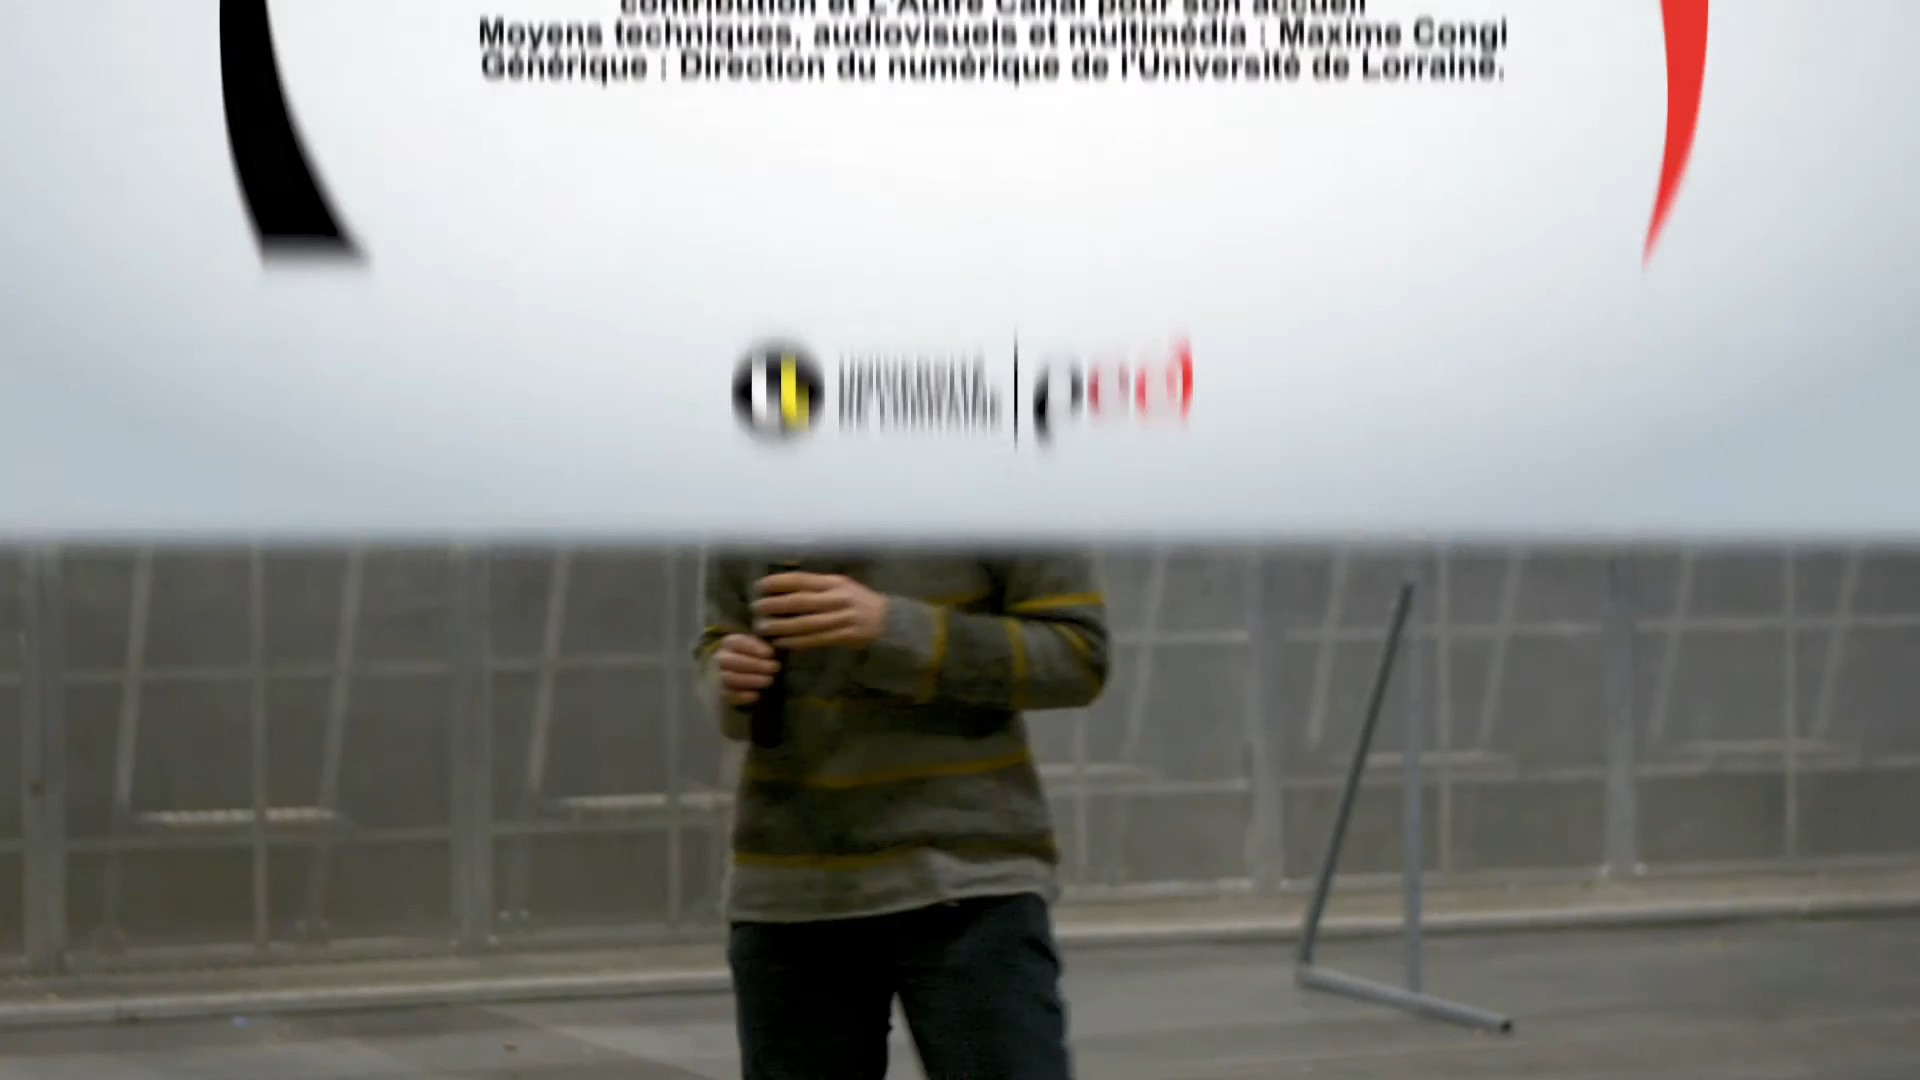 contribution et L'Autre Canal pour son accueil
Moyens techniques, audiovisuels et multimédia : Maxime Congi
Générique : Direction du numérique de l'Université de Lorraine.